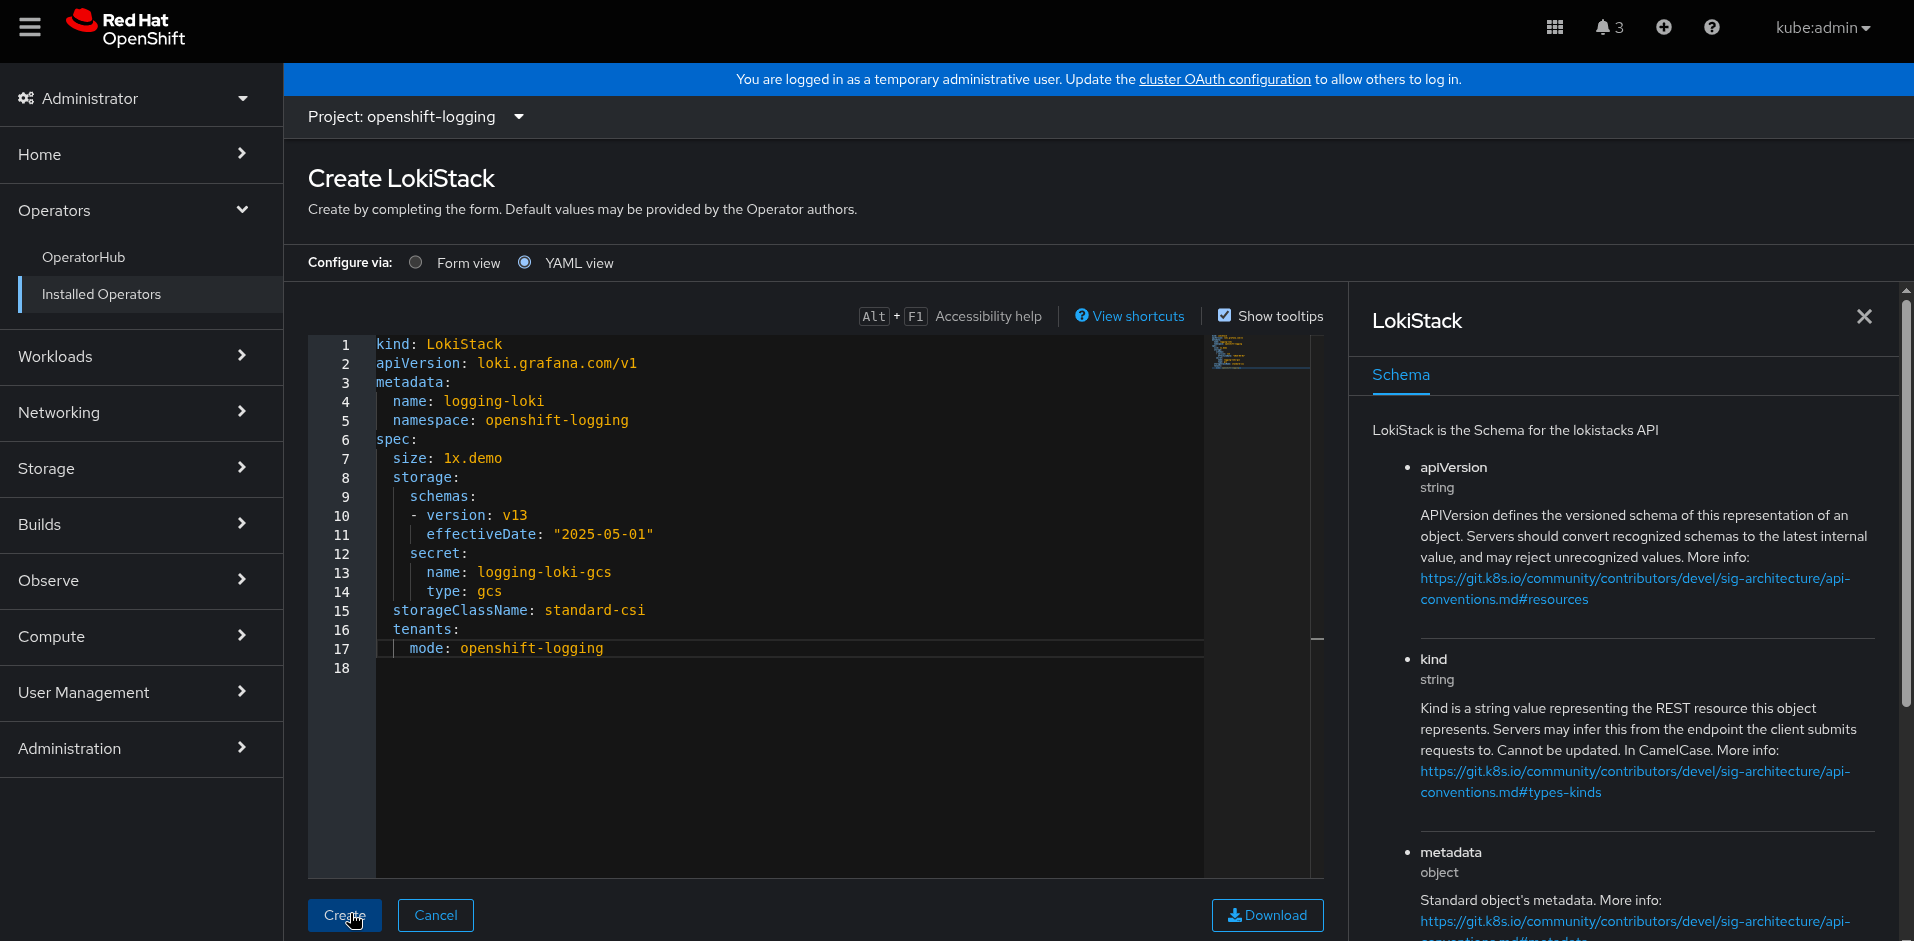 Red Hat
OpenShift
3
kube:admin
You are logged in as a temporary administrative user. Update the cluster OAuth configuration to allow others to log in.
Administrator
Home
Operators
OperatorHub
Installed Operators
Workloads
Networking
Storage
Builds
Observe
Compute
User Management
Administration
Project: openshift-logging
Create LokiStack
Create by completing the form. Default values may be provided by the Operator authors.
Configure via: Form view YAML view
Alt + F1 Accessibility help View shortcuts Show tooltips
1 kind: LokiStack
2 apiVersion: loki.grafana.com/v1
3 metadata:
4 name: logging-loki
5 namespace: openshift-logging
6 spec:
7 size: 1x.demo
8 storage:
9 schemas:
10 - version: v13
11 effectiveDate: "2025-05-01"
12 secret:
13 name: logging-loki-gcs
14 type: gcs
15 storageClassName: standard-csi
16 tenants:
17 mode: openshift-logging
18
Create Cancel Download
LokiStack
Schema
LokiStack is the Schema for the lokistacks API
• apiVersion
string
APIVersion defines the versioned schema of this representation of an
object. Servers should convert recognized schemas to the latest internal
value, and may reject unrecognized values. More info:
https://git.k8s.io/community/contributors/devel/sig-architecture/api-
conventions.md#resources
• kind
string
Kind is a string value representing the REST resource this object
represents. Servers may infer this from the endpoint the client submits
requests to. Cannot be updated. In CamelCase. More info:
https://git.k8s.io/community/contributors/devel/sig-architecture/api-
conventions.md#types-kinds
• metadata
object
Standard object's metadata. More info:
https://git.k8s.io/community/contributors/devel/sig-architecture/api-
conventions.md#metadata